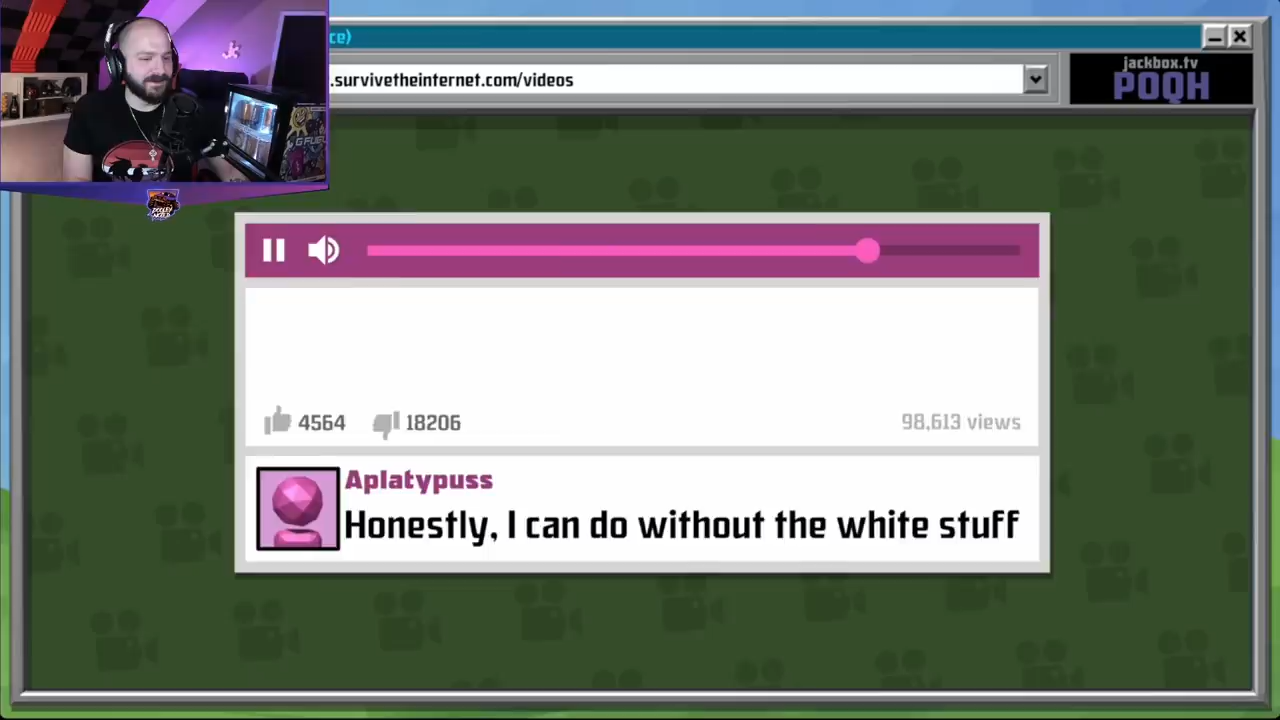 ce)
.survivetheinternet.com/videos
jackbox.tv
POQH
G FUEL
4564
18206
98,613 views
Aplatypuss
Honestly, I can do without the white stuff